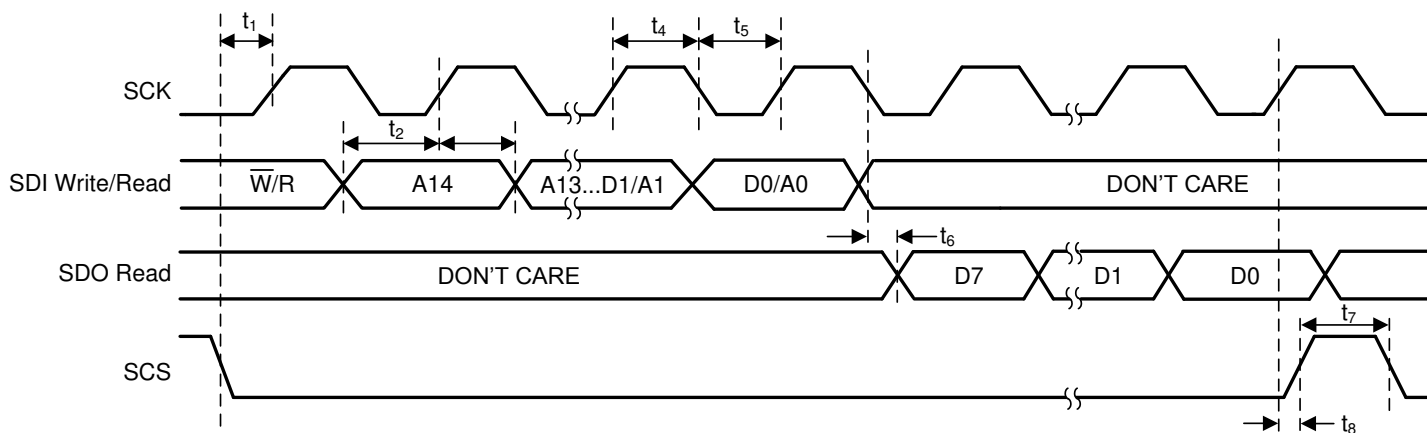 t1 t4 t5
SCK
t2
SDI Write/Read W̅/R A14 A13...D1/A1 D0/A0 DON'T CARE
t6
SDO Read DON'T CARE D7 D1 D0
t7
SCS
t8